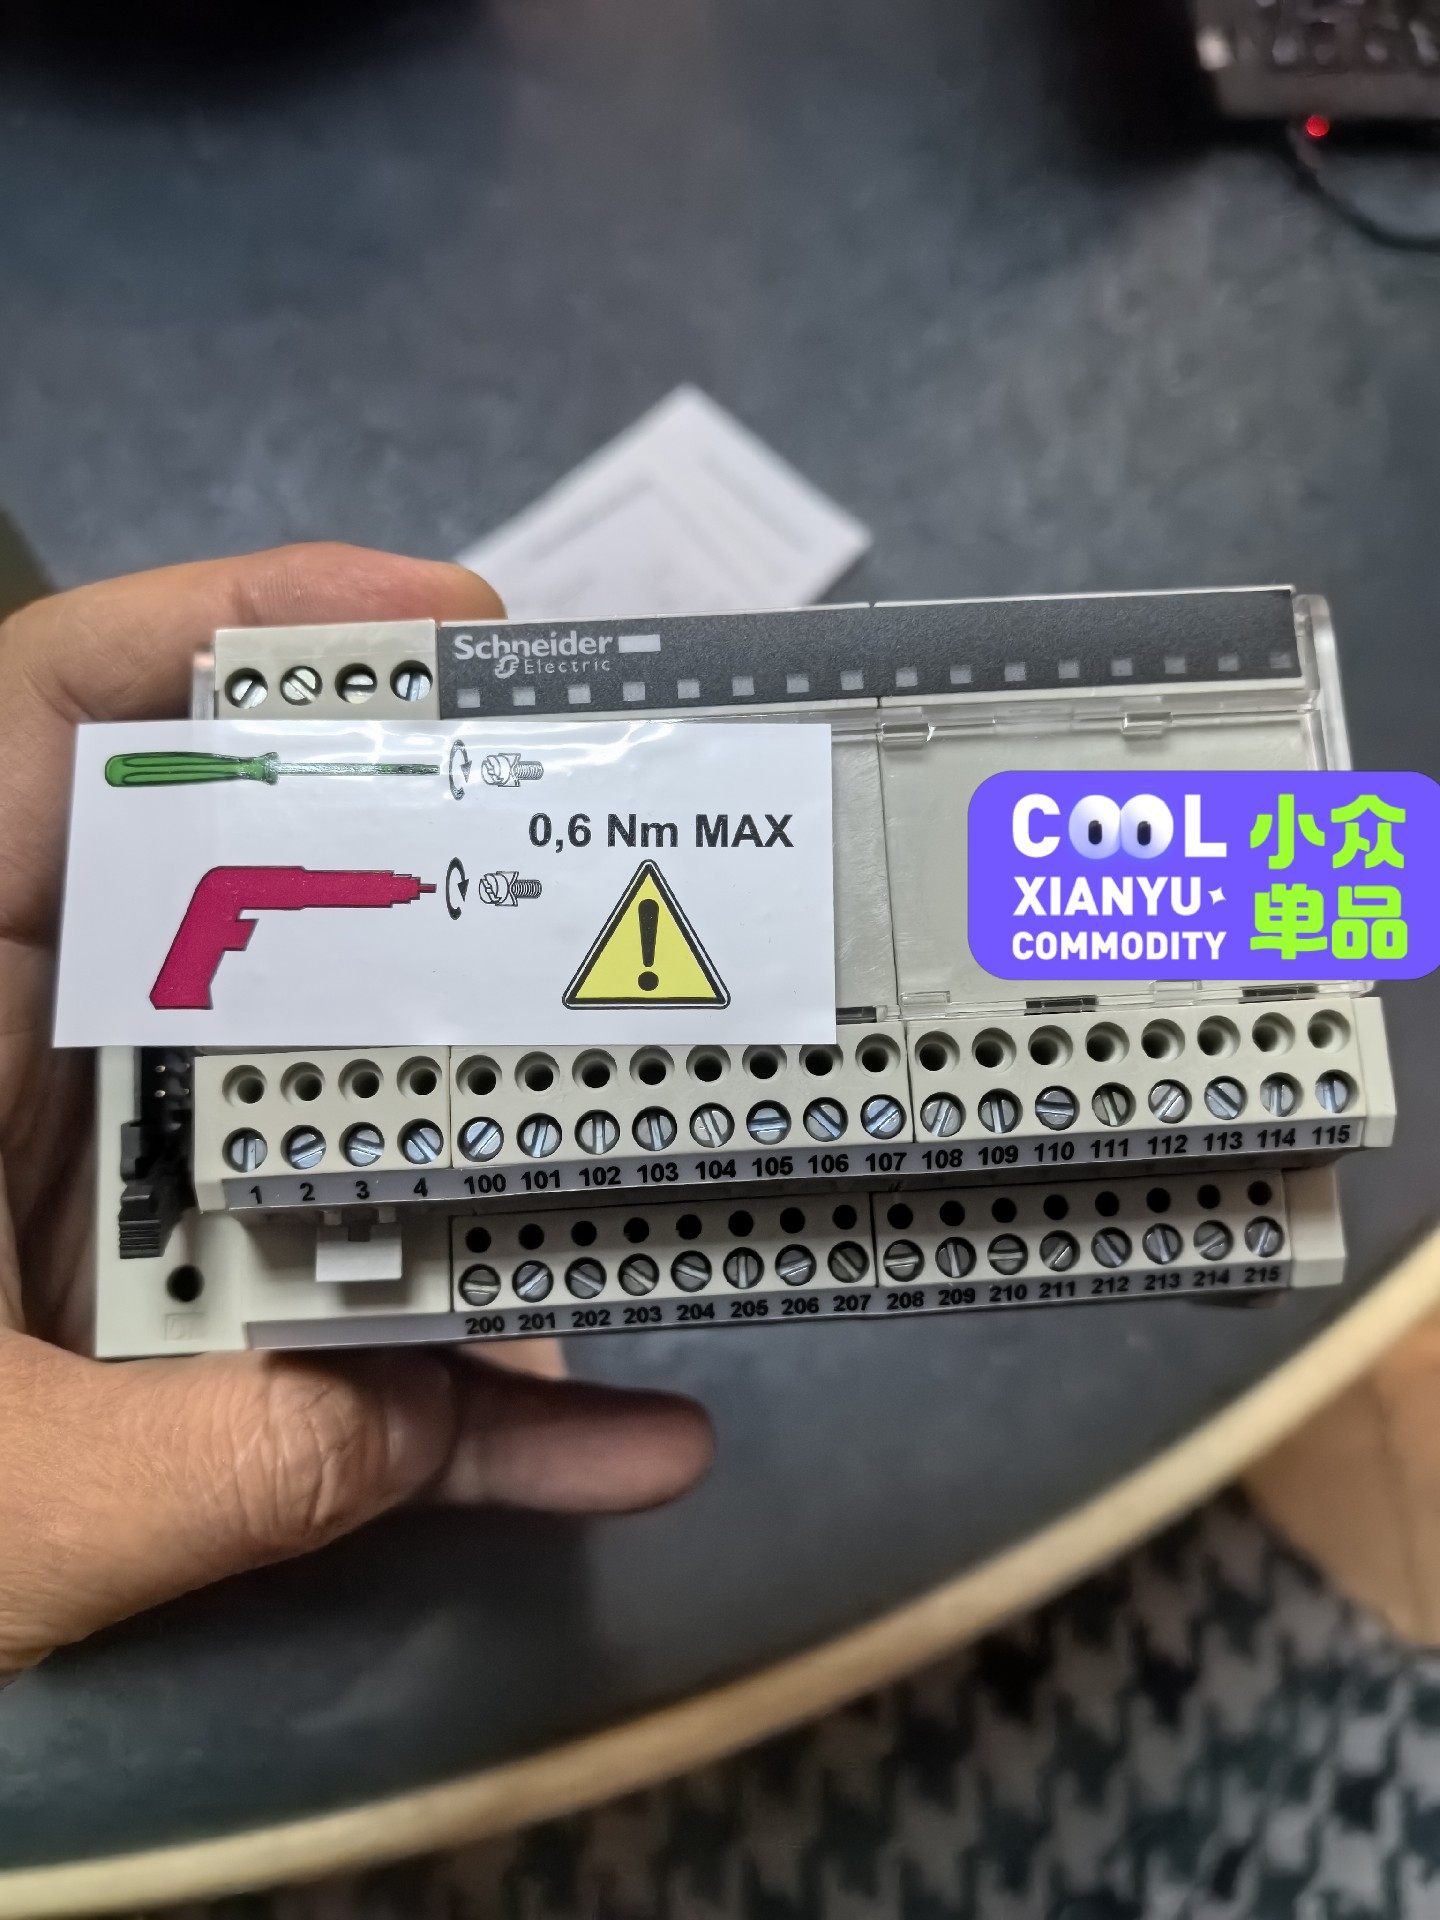 Schneider
Electric
0,6 Nm MAX
COOL 小众
XIANYU 单品
COMMODITY
1 2 3 4 100 101 102 103 104 105 106 107 108 109 110 111 112 113 114 115
200 201 202 203 204 205 206 207 208 209 210 211 212 213 214 215